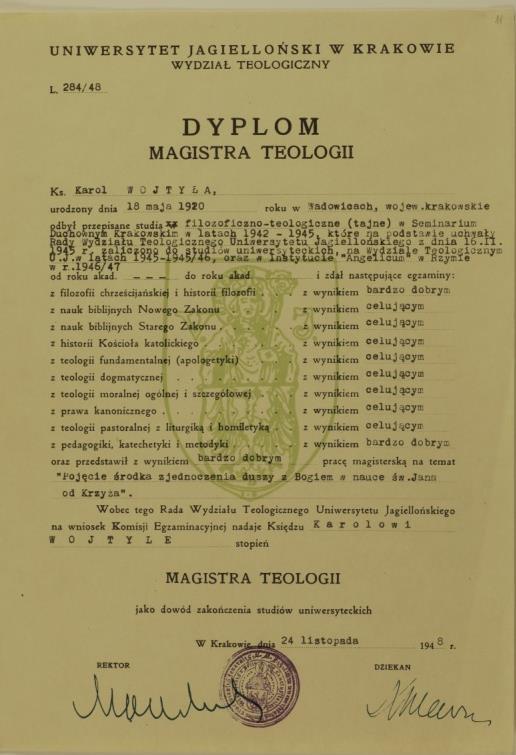 11
UNIWERSYTET JAGIELLOŃSKI W KRAKOWIE
WYDZIAŁ TEOLOGICZNY
L. 284/48
DYPLOM
MAGISTRA TEOLOGII
Ks. Karol W O J T Y Ł A,
urodzony dnia 18 maja 1920 roku w Wadowicach, wojew.krakowskie
odbył przepisane studia filozoficzno-teologiczne (tajne) w Seminarium
Duchownym Krakowskim w latach 1942 - 1945, które na podstawie uchwały
Rady Wydziału Teologicznego Uniwersytetu Jagiellońskiego z dnia 16.II.
1945 r. zaliczono do studiów uniwersyteckich, na Wydziale Teologicznym
U.J.w latach 1945-1945/46, oraz w Instytucie "Angelicum" w Rzymie
w r.1946/47
od roku akad. - - - - do roku akad. i zdał następujące egzaminy:
z filozofii chrześcijańskiej i historii filozofii . . z wynikiem bardzo dobrym
z nauk biblijnych Nowego Zakonu . . . z wynikiem celującym
z nauk biblijnych Starego Zakonu . . . . z wynikiem celującym
z historii Kościoła katolickiego . . . . z wynikiem celującym
z teologii fundamentalnej (apologetyki) . . . z wynikiem celującym
z teologii dogmatycznej . . . . . . z wynikiem celującym
z teologii moralnej ogólnej i szczegółowej . . . z wynikiem celującym
z prawa kanonicznego . . . . . . z wynikiem celującym
z teologii pastoralnej z liturgiką i homiletyką . . z wynikiem celującym
z pedagogiki, katechetyki i metodyki . . . z wynikiem bardzo dobrym
oraz przedstawił z wynikiem bardzo dobrym pracę magisterską na temat
"Pojęcie środka zjednoczenia duszy z Bogiem w nauce św.Jana
od Krzyża".
Wobec tego Rada Wydziału Teologicznego Uniwersytetu Jagiellońskiego
na wniosek Komisji Egzaminacyjnej nadaje Księdzu K a r o l o w i
W O J T Y L E stopień
MAGISTRA TEOLOGII
jako dowód zakończenia studiów uniwersyteckich
W Krakowie, dnia 24 listopada 1948 r.
REKTOR DZIEKAN